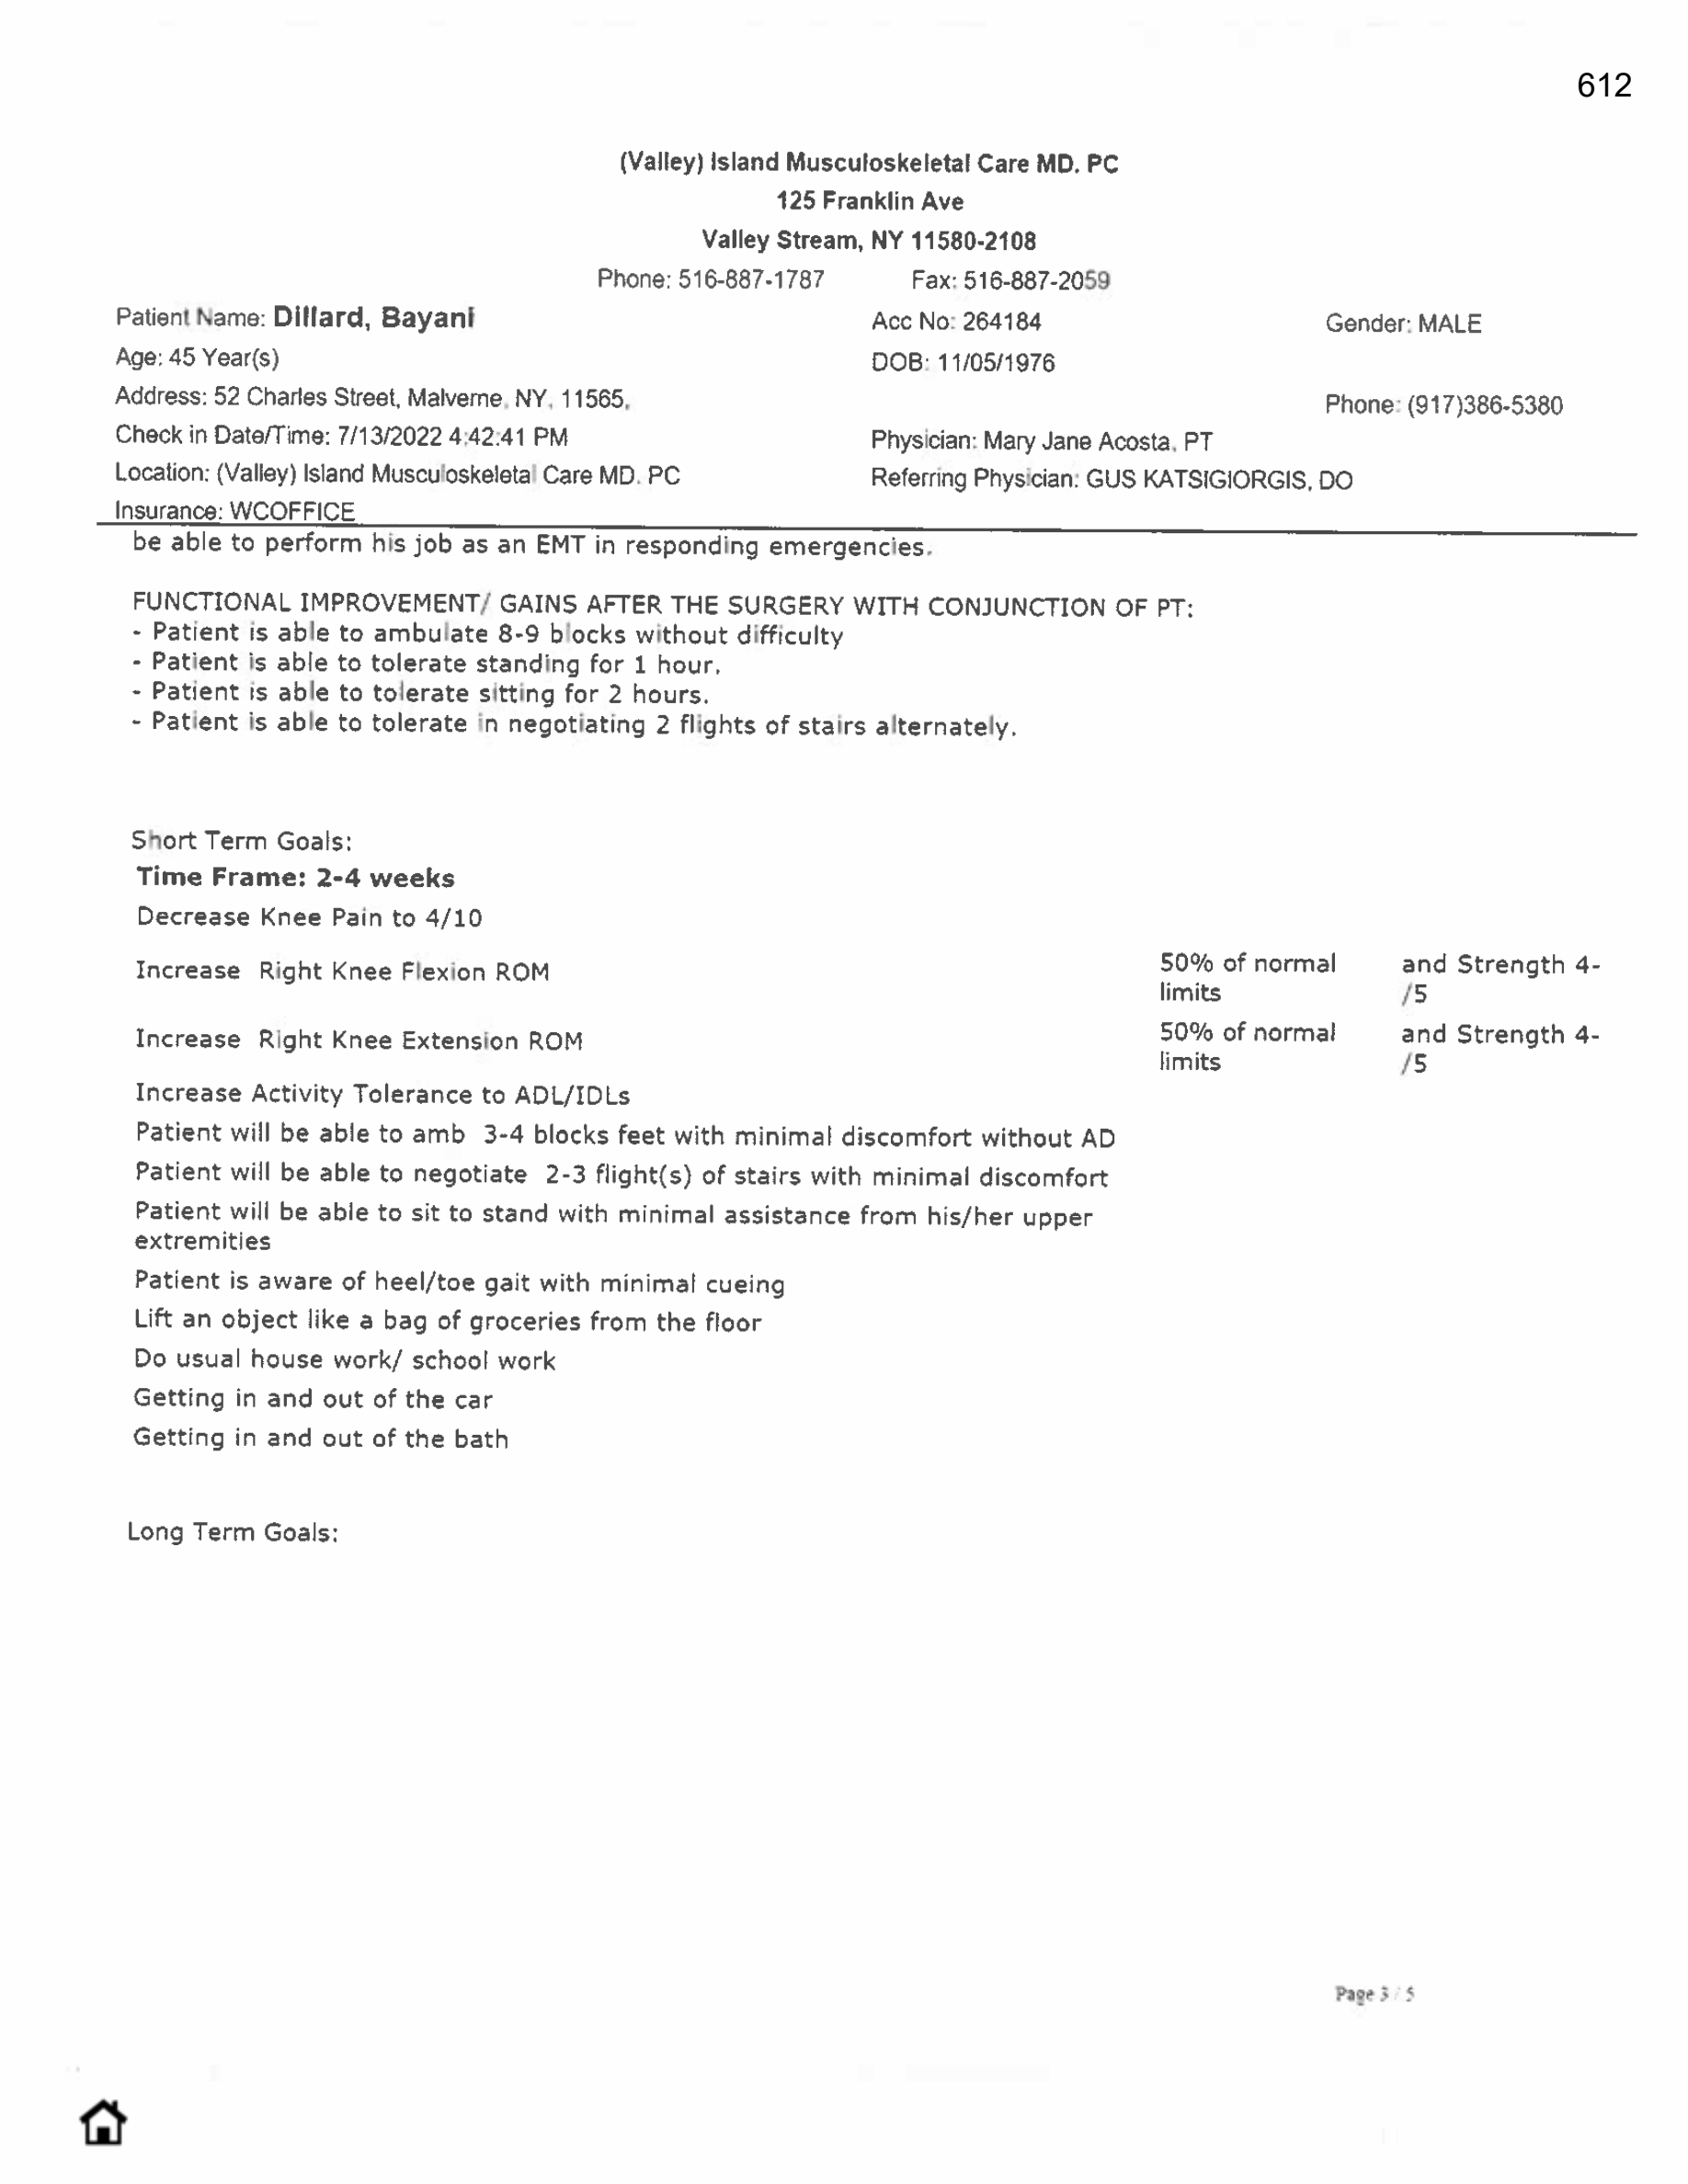 612
(Valley) Island Musculoskeletal Care MD. PC
125 Franklin Ave
Valley Stream, NY 11580-2108
Phone: 516-887-1787 Fax: 516-887-2059
Patient Name: Dillard, Bayani Acc No: 264184 Gender: MALE
Age: 45 Year(s) DOB: 11/05/1976
Address: 52 Charles Street, Malverne, NY, 11565, Phone: (917)386-5380
Check in Date/Time: 7/13/2022 4:42:41 PM Physician: Mary Jane Acosta, PT
Location: (Valley) Island Musculoskeletal Care MD. PC Referring Physician: GUS KATSIGIORGIS, DO
Insurance: WCOFFICE
be able to perform his job as an EMT in responding emergencies.
FUNCTIONAL IMPROVEMENT/ GAINS AFTER THE SURGERY WITH CONJUNCTION OF PT:
- Patient is able to ambulate 8-9 blocks without difficulty
- Patient is able to tolerate standing for 1 hour.
- Patient is able to tolerate sitting for 2 hours.
- Patient is able to tolerate in negotiating 2 flights of stairs alternately.
Short Term Goals:
Time Frame: 2-4 weeks
Decrease Knee Pain to 4/10
Increase Right Knee Flexion ROM 50% of normal and Strength 4-
limits /5
Increase Right Knee Extension ROM 50% of normal and Strength 4-
limits /5
Increase Activity Tolerance to ADL/IDLs
Patient will be able to amb 3-4 blocks feet with minimal discomfort without AD
Patient will be able to negotiate 2-3 flight(s) of stairs with minimal discomfort
Patient will be able to sit to stand with minimal assistance from his/her upper
extremities
Patient is aware of heel/toe gait with minimal cueing
Lift an object like a bag of groceries from the floor
Do usual house work/ school work
Getting in and out of the car
Getting in and out of the bath
Long Term Goals:
Page 3 / 5